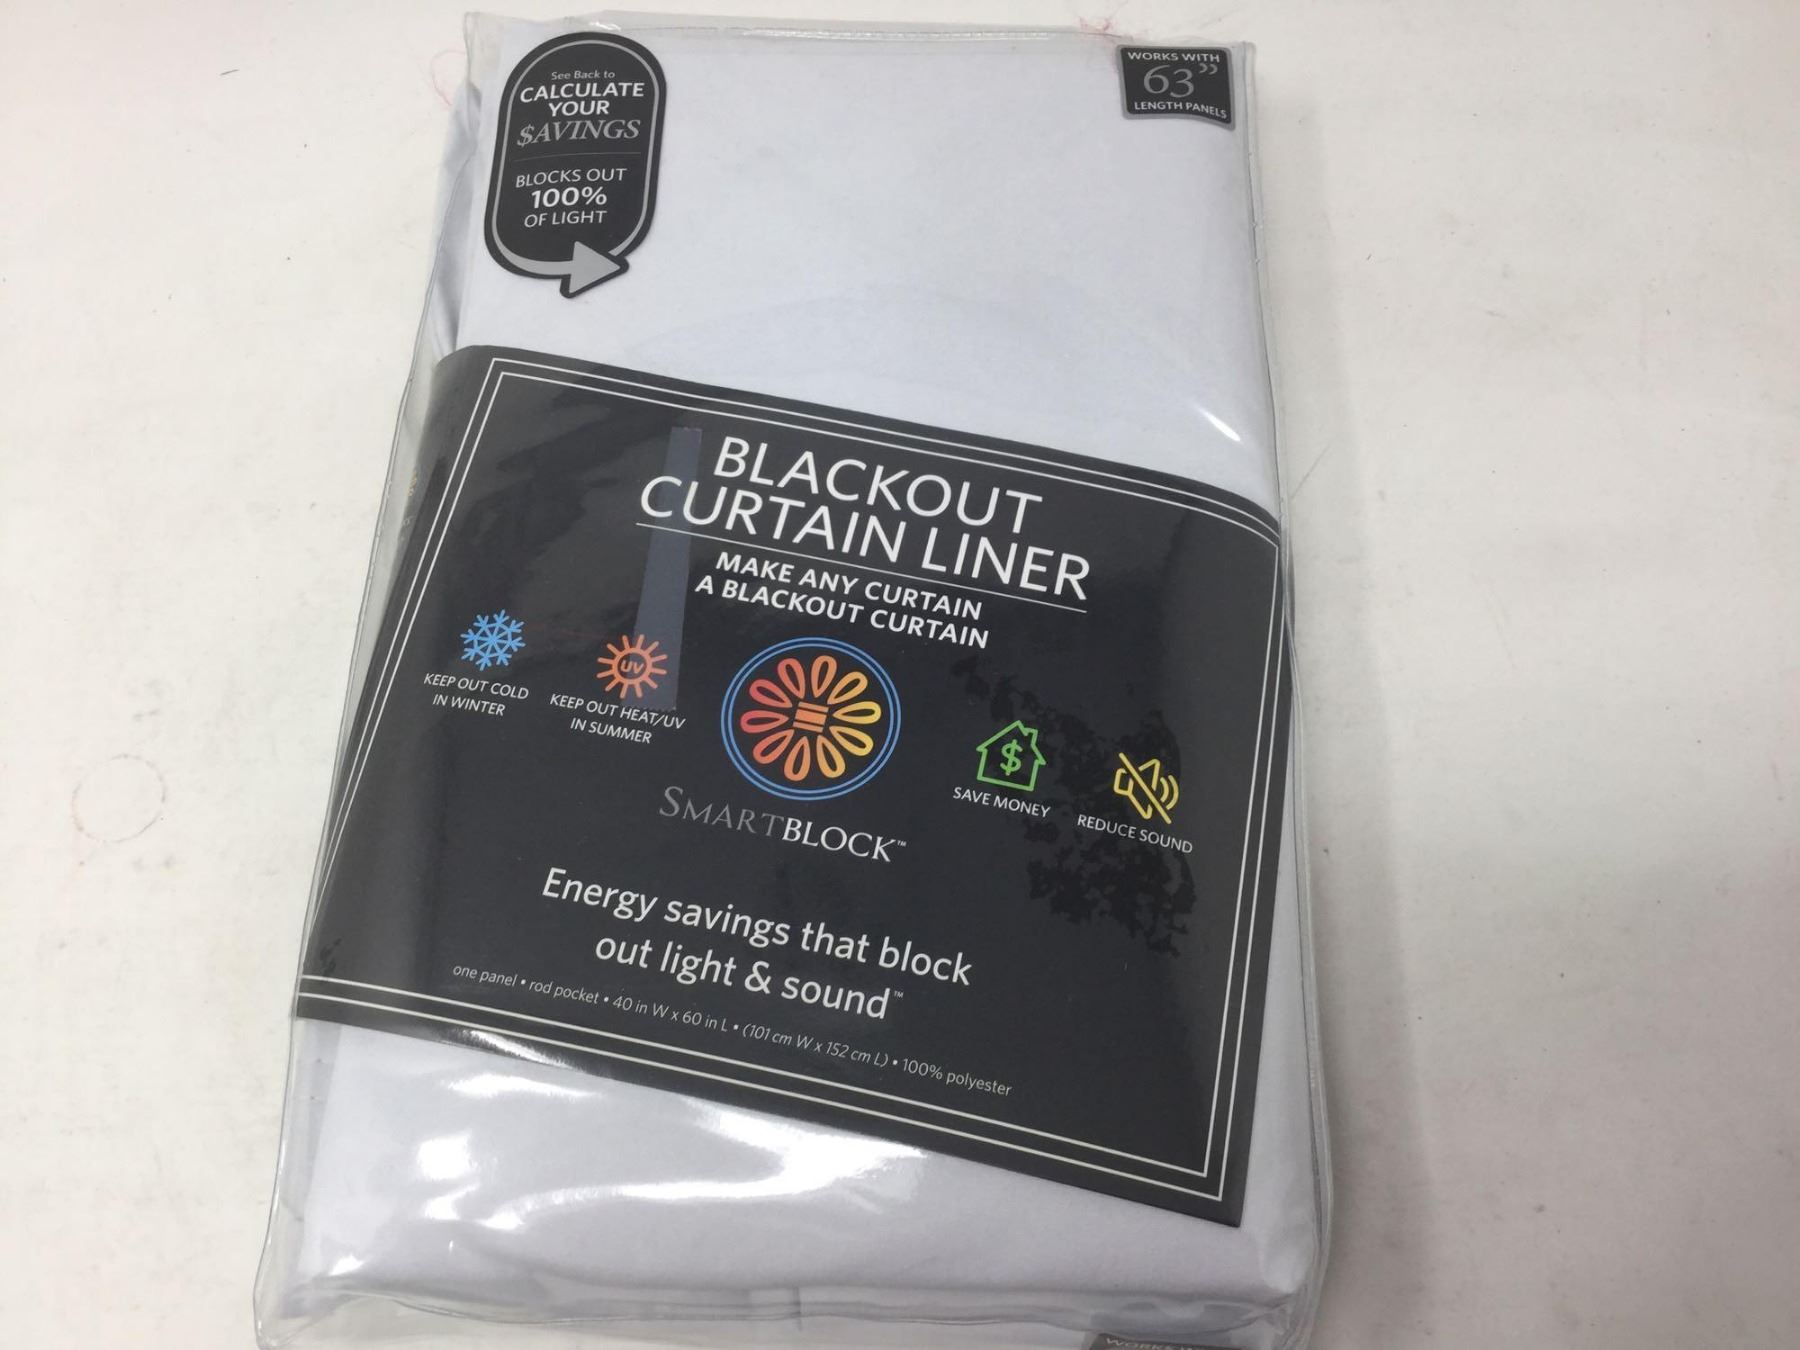 See Back to
CALCULATE
YOUR
$AVINGS
BLOCKS OUT
100%
OF LIGHT
WORKS WITH
63”
LENGTH PANELS
BLACKOUT
CURTAIN LINER
MAKE ANY CURTAIN
A BLACKOUT CURTAIN
KEEP OUT COLD
IN WINTER
UV
KEEP OUT HEAT/UV
IN SUMMER
SMARTBLOCK™
$
SAVE MONEY
REDUCE SOUND
Energy savings that block
out light & sound™
one panel • rod pocket • 40 in W x 60 in L • (101 cm W x 152 cm L) • 100% polyester
WORKS